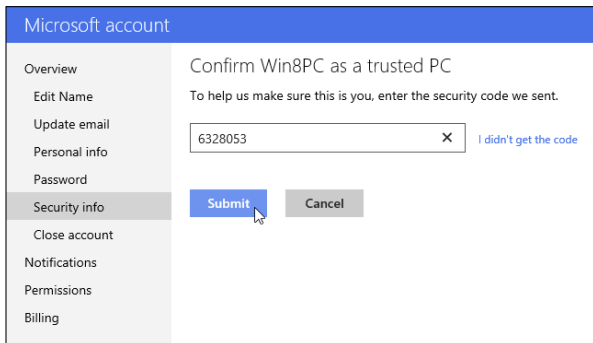 Microsoft account
Overview
Edit Name
Update email
Personal info
Password
Security info
Close account
Notifications
Permissions
Billing
Confirm Win8PC as a trusted PC
To help us make sure this is you, enter the security code we sent.
6328053
I didn't get the code
Submit
Cancel